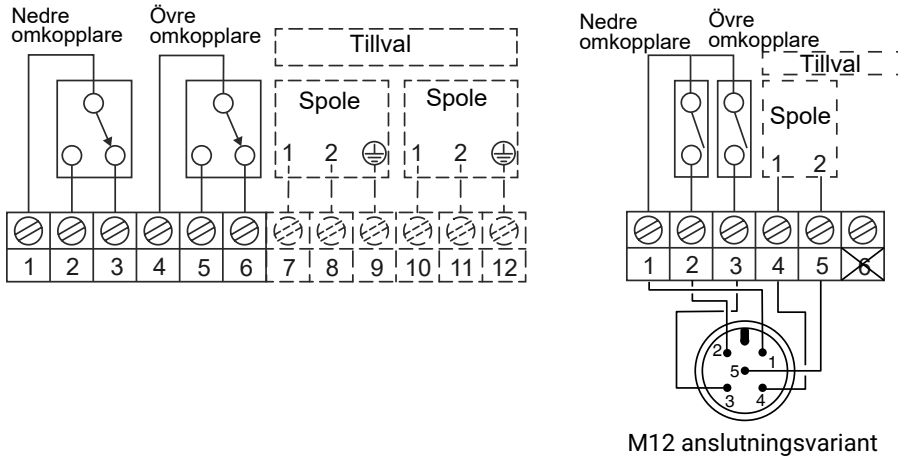 Nedre
omkopplare
Övre
omkopplare
Tillval
Spole
1 2
Spole
1 2
1 2 3 4 5 6 7 8 9 10 11 12
Nedre
omkopplare
Övre
omkopplare
Tillval
Spole
1 2
1 2 3 4 5 6
2 1
5
3 4
M12 anslutningsvariant